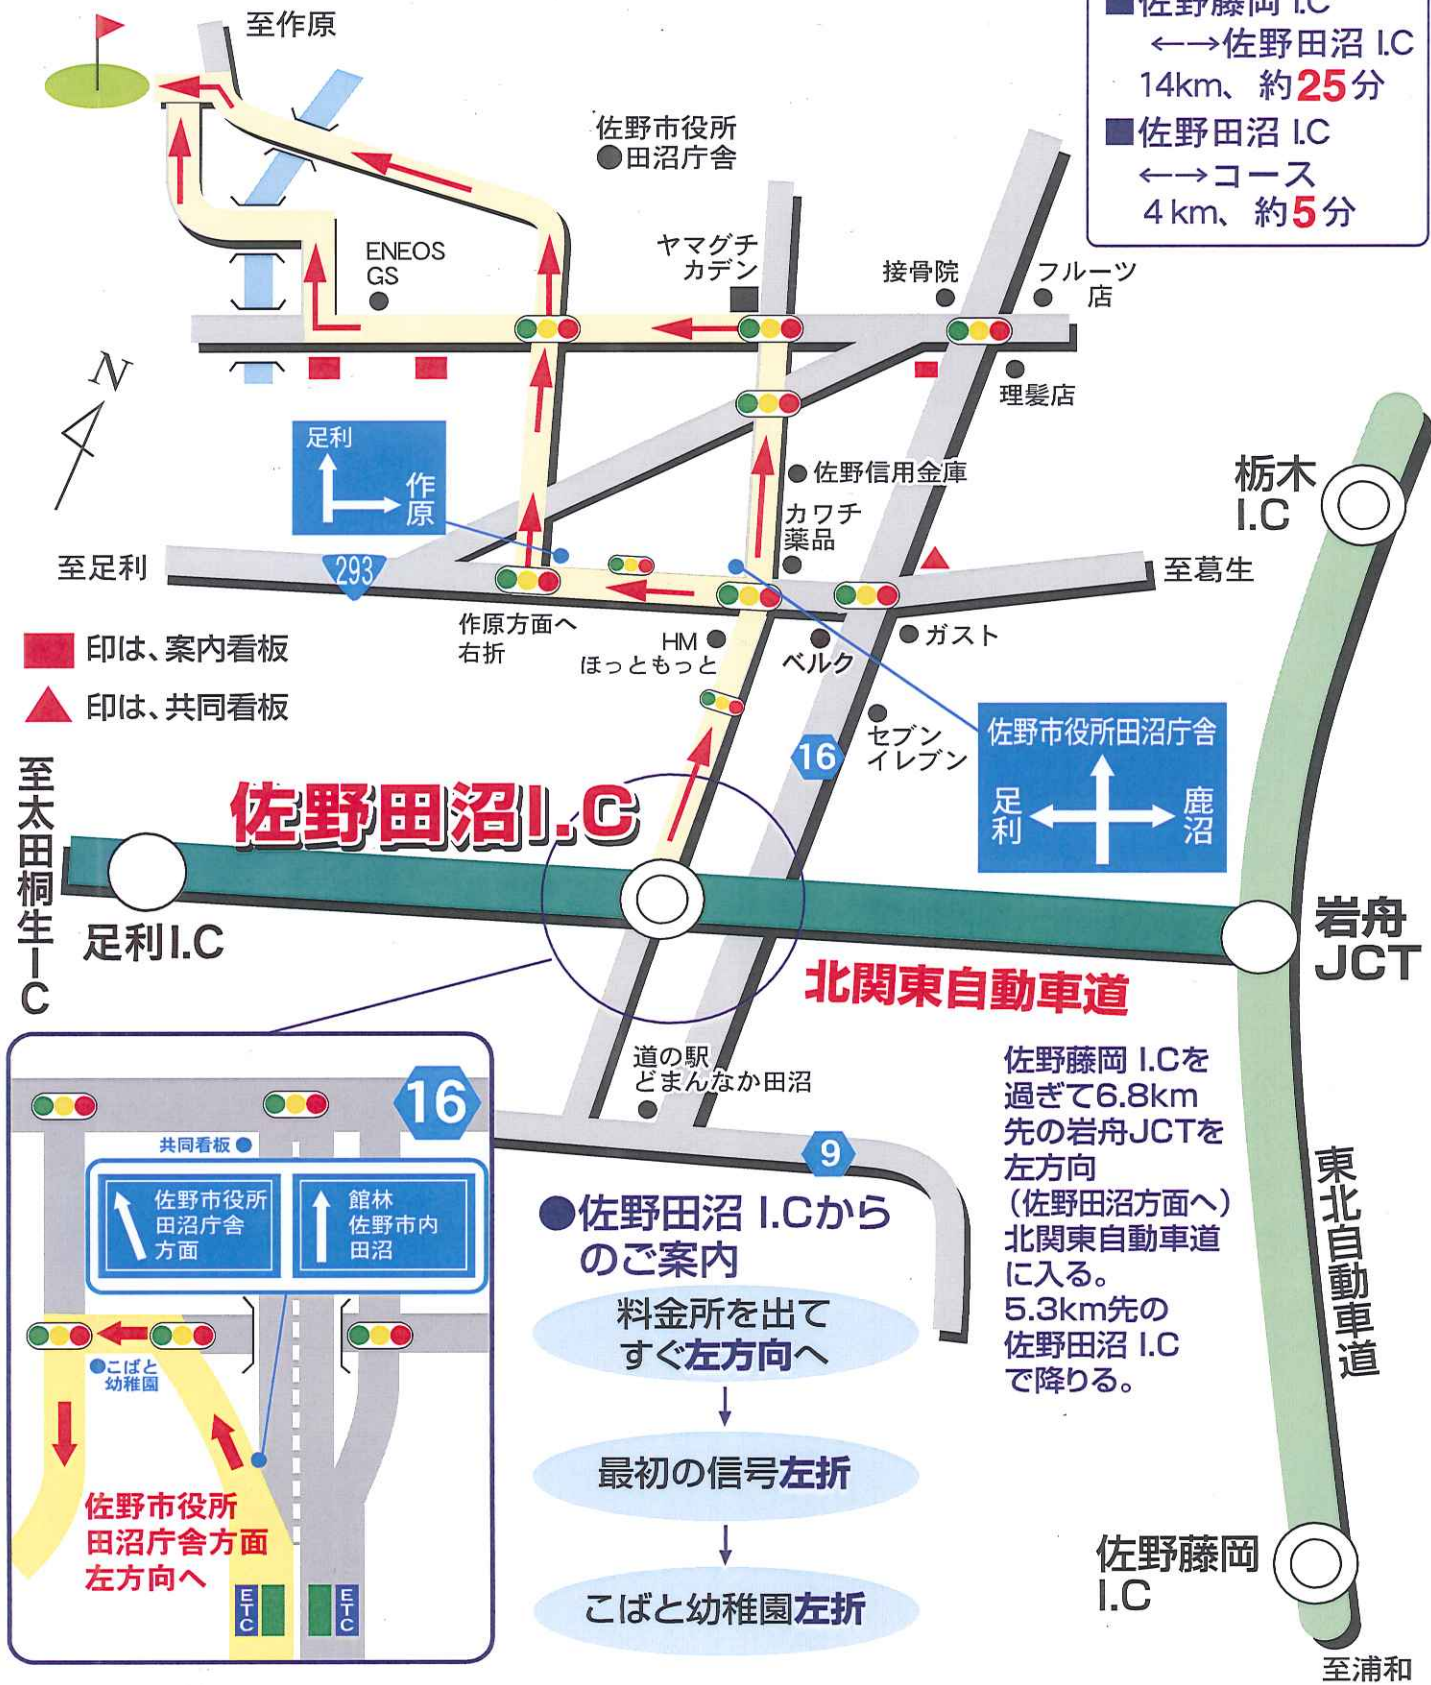 至作原
■佐野藤岡 I.C
←→佐野田沼 I.C
14km、約25分
■佐野田沼 I.C
←→コース
4km、約5分
佐野市役所
●田沼庁舎
ENEOS
GS
ヤマグチ
カデン
接骨院
フルーツ
店
理髪店
N
足利
作原
佐野信用金庫
カワチ
薬品
栃木
I.C
至足利
293
至葛生
作原方面へ
右折
HM
ほっともっと
ベルク
ガスト
印は、案内看板
印は、共同看板
セブン
イレブン
16
佐野市役所田沼庁舎
足利
鹿沼
至太田桐生IC
佐野田沼I.C
足利I.C
岩舟
JCT
北関東自動車道
道の駅
どまんなか田沼
9
佐野藤岡 I.Cを
過ぎて6.8km
先の岩舟JCTを
左方向
(佐野田沼方面へ)
北関東自動車道
に入る。
5.3km先の
佐野田沼 I.C
で降りる。
東北自動車道
16
共同看板
佐野市役所
田沼庁舎
方面
館林
佐野市内
田沼
こばと
幼稚園
佐野市役所
田沼庁舎方面
左方向へ
ETC
ETC
●佐野田沼 I.Cから
のご案内
料金所を出て
すぐ左方向へ
最初の信号左折
こばと幼稚園左折
佐野藤岡
I.C
至浦和